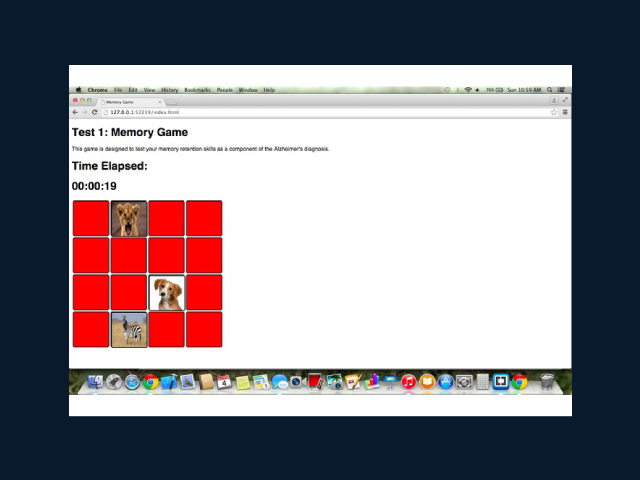 Chrome File Edit View History Bookmarks People Window Help
Sun 10:59 AM
Memory Game
127.0.0.1:52339/index.html
Test 1: Memory Game
This game is designed to test your memory retention skills as a component of the Alzheimer's diagnosis.
Time Elapsed:
00:00:19
4